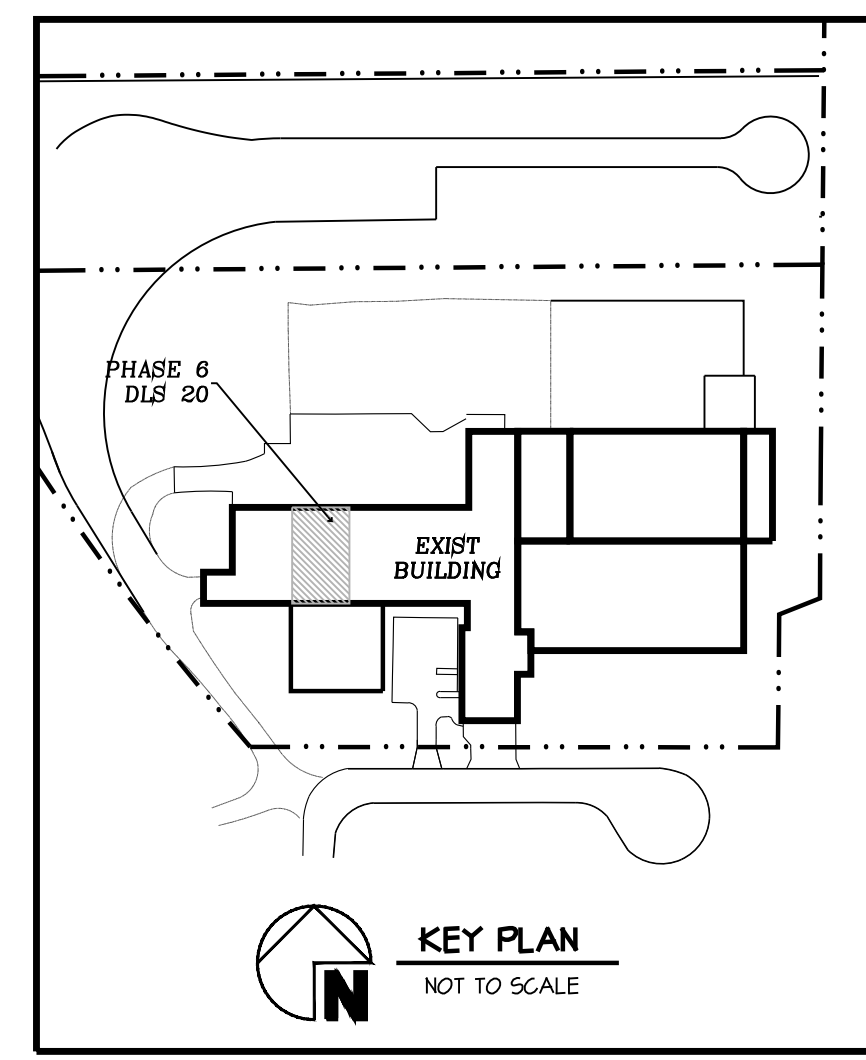 PHASE 6
DLS 20
EXIST
BUILDING
N
KEY PLAN
NOT TO SCALE